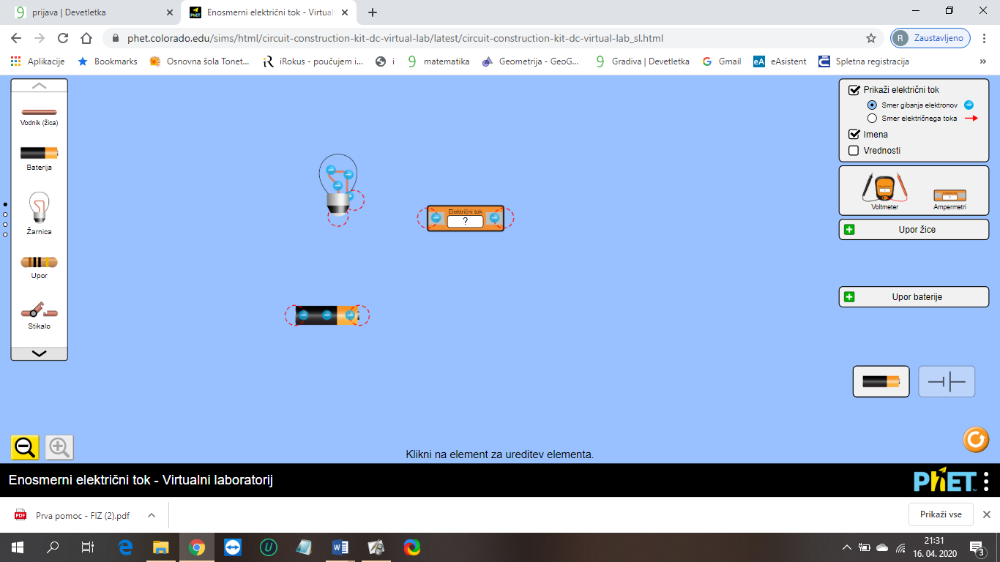 prijava | Devetletka
Enosmerni električni tok - Virtual
phet.colorado.edu/sims/html/circuit-construction-kit-dc-virtual-lab/latest/circuit-construction-kit-dc-virtual-lab_sl.html
R Zaustavljeno
Aplikacije Bookmarks Osnovna šola Tonet... iRokus - poučujem i... i matematika Geometrija - GeoG... Gradiva | Devetletka Gmail eAsistent Spletna registracija »
Vodnik (žica)
Baterija
Žarnica
Upor
Stikalo
Električni tok
?
Prikaži električni tok
Smer gibanja elektronov
Smer električnega toka
Imena
Vrednosti
Voltmeter
Ampermetri
Upor žice
Upor baterije
Klikni na element za ureditev elementa.
Enosmerni električni tok - Virtualni laboratorij
PhET
Prva pomoc - FIZ (2).pdf
Prikaži vse
21:31
16. 04. 2020
3